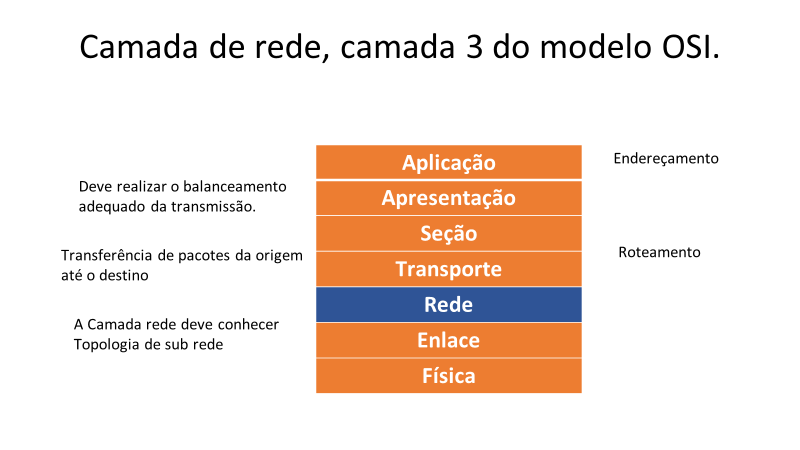 Camada de rede, camada 3 do modelo OSI.
Deve realizar o balanceamento
adequado da transmissão.
Transferência de pacotes da origem
até o destino
A Camada rede deve conhecer
Topologia de sub rede
Aplicação
Apresentação
Seção
Transporte
Rede
Enlace
Física
Endereçamento
Roteamento